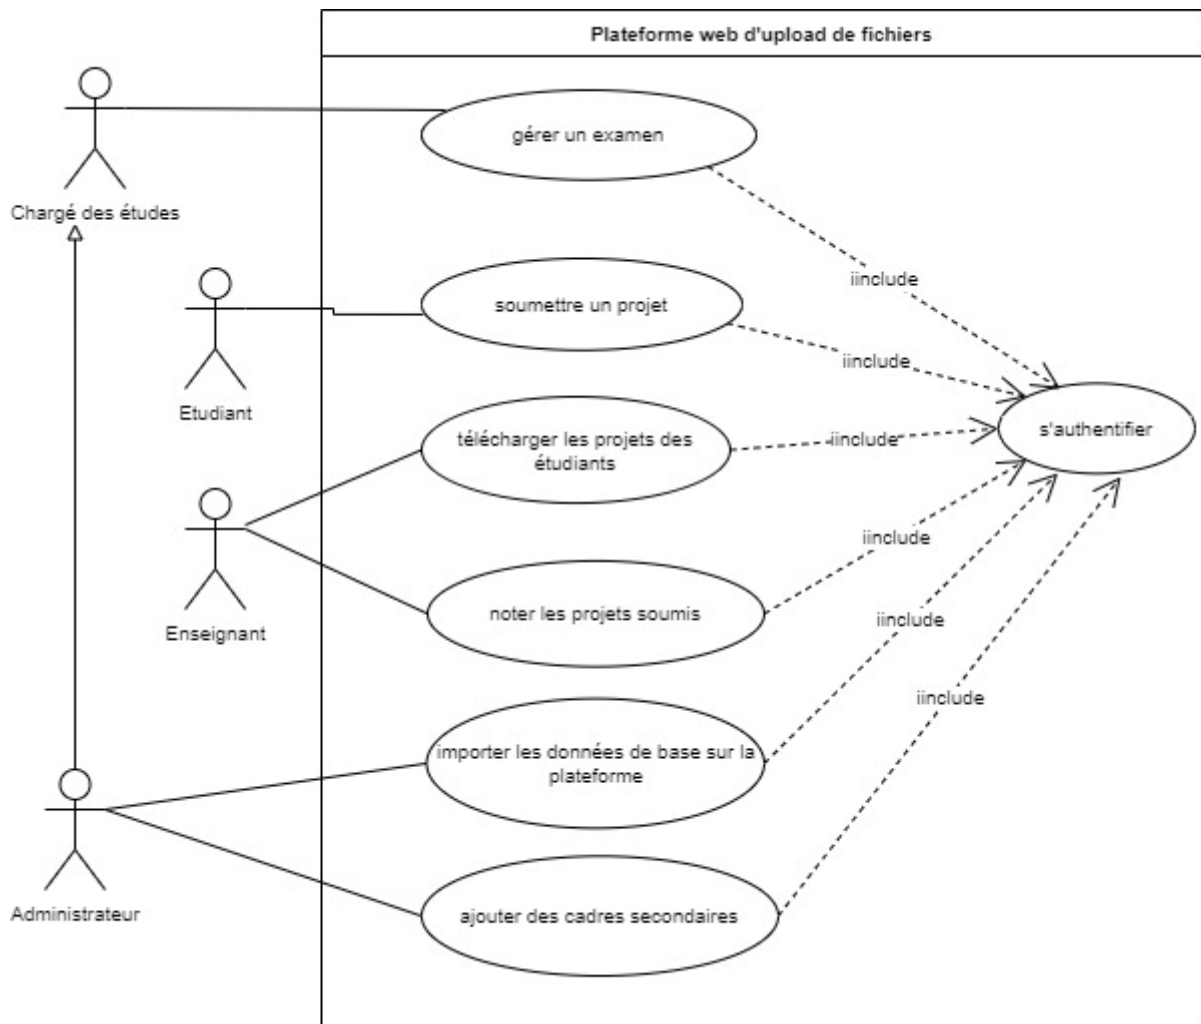 Plateforme web d'upload de fichiers
gérer un examen
Chargé des études
iinclude
soumettre un projet
iinclude
Etudiant
télécharger les projets des
étudiants
iinclude
s'authentifier
iinclude
noter les projets soumis
Enseignant
iinclude
iinclude
importer les données de base sur la
plateforme
ajouter des cadres secondaires
Administrateur